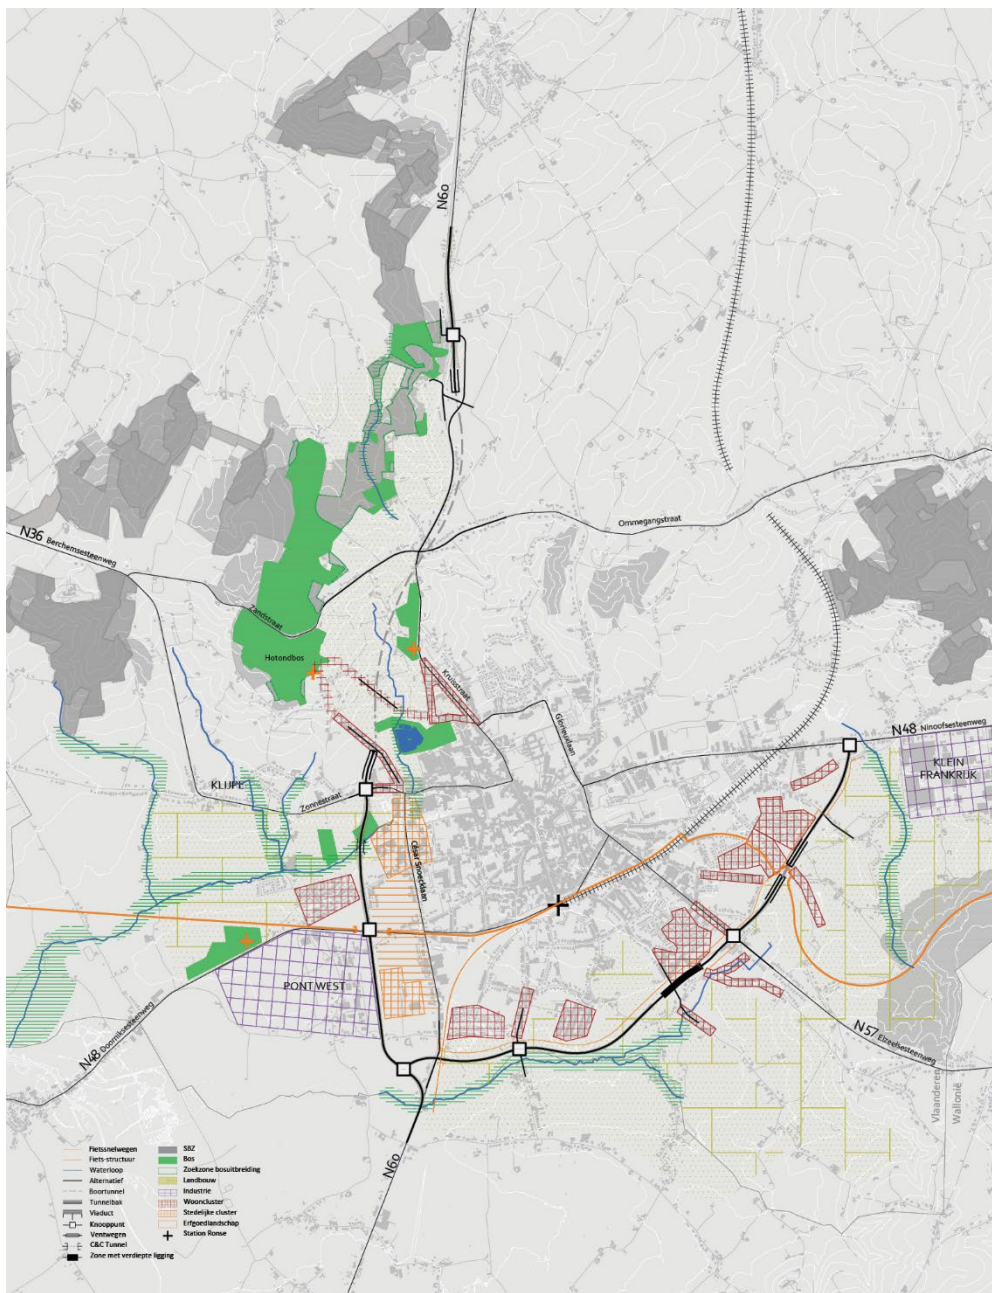 N60
Ommegangstraat
N36 Berchemsesteenweg
Zandstraat
Hotondbos
Kruisstraat
Glorieuxlaan
N48 Ninoofsesteenweg
KLEIN
FRANKRIJK
KLIJPE
Zonnestraat
César Snoecklaan
PONT WEST
N48 Doorniksesteenweg
N57 Elzeelsesteenweg
Vlaanderen
Wallonië
N60
Fietssnelwegen
Fiets-structuur
Waterloop
Alternatief
Boortunnel
Tunnelbak
Viaduct
Knooppunt
Ventwegen
C&C Tunnel
Zone met verdiepte ligging
SBZ
Bos
Zoekzone bosuitbreiding
Landbouw
Industrie
Wooncluster
Stedelijke cluster
Erfgoedlandschap
Station Ronse